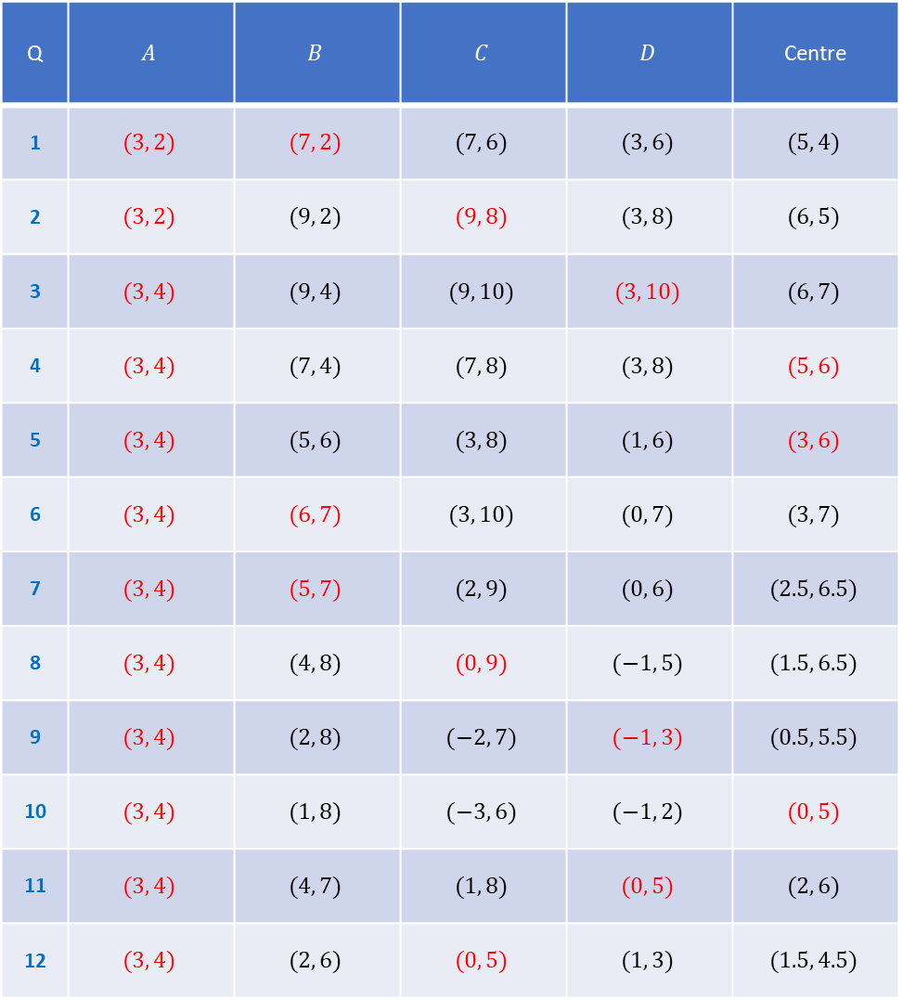 Q A B C D Centre
1 (3, 2) (7, 2) (7, 6) (3, 6) (5, 4)
2 (3, 2) (9, 2) (9, 8) (3, 8) (6, 5)
3 (3, 4) (9, 4) (9, 10) (3, 10) (6, 7)
4 (3, 4) (7, 4) (7, 8) (3, 8) (5, 6)
5 (3, 4) (5, 6) (3, 8) (1, 6) (3, 6)
6 (3, 4) (6, 7) (3, 10) (0, 7) (3, 7)
7 (3, 4) (5, 7) (2, 9) (0, 6) (2.5, 6.5)
8 (3, 4) (4, 8) (0, 9) (−1, 5) (1.5, 6.5)
9 (3, 4) (2, 8) (−2, 7) (−1, 3) (0.5, 5.5)
10 (3, 4) (1, 8) (−3, 6) (−1, 2) (0, 5)
11 (3, 4) (4, 7) (1, 8) (0, 5) (2, 6)
12 (3, 4) (2, 6) (0, 5) (1, 3) (1.5, 4.5)